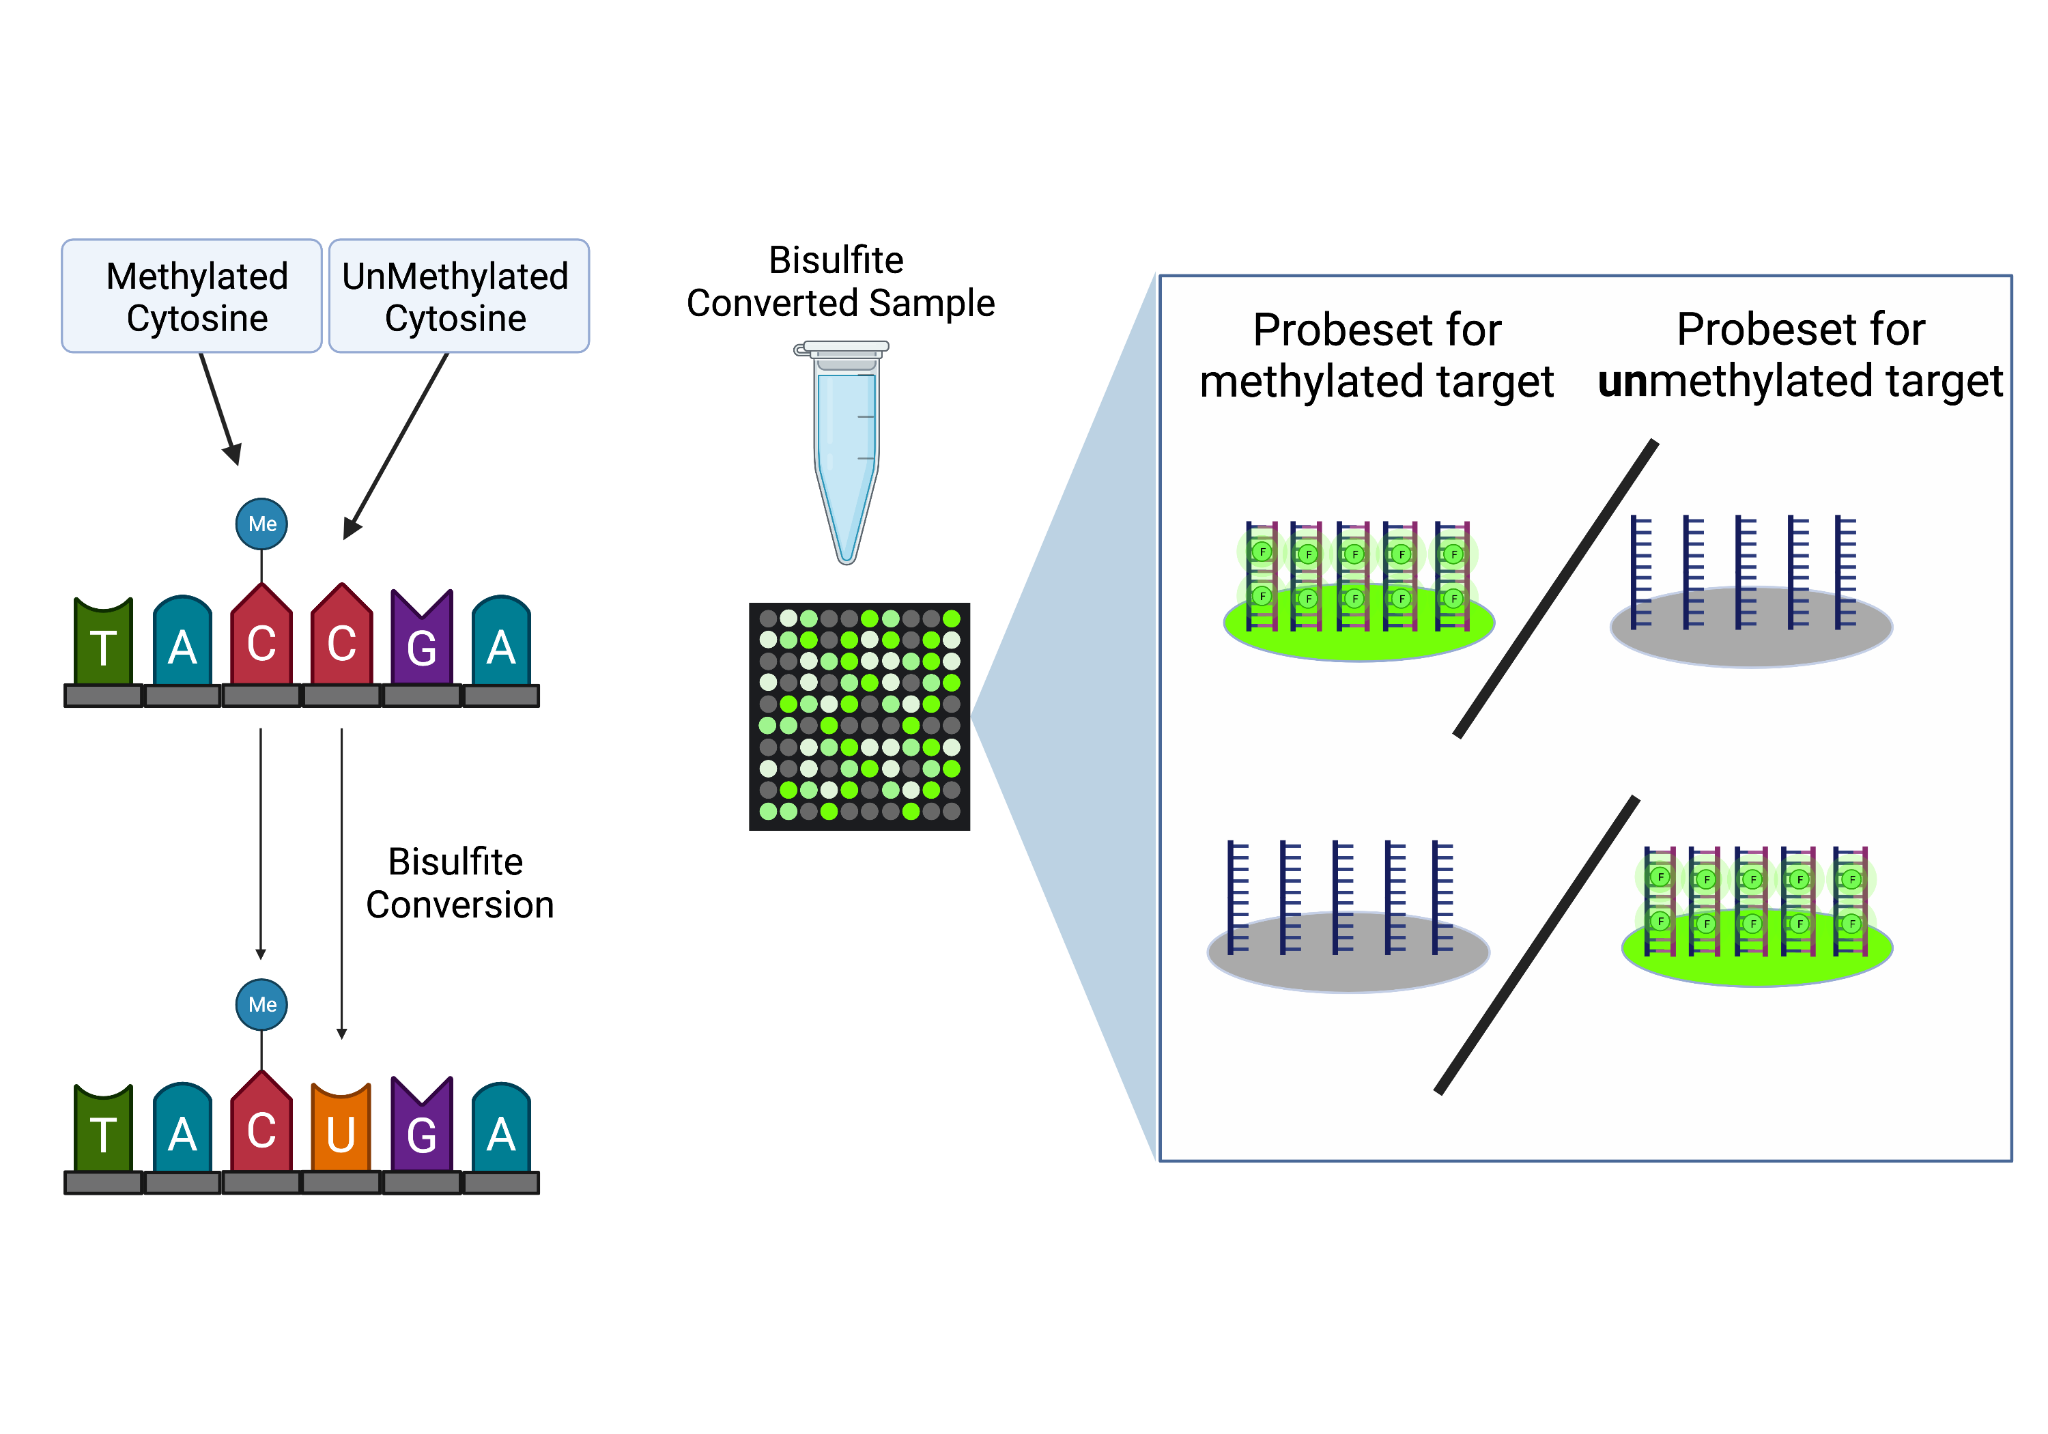 Methylated
Cytosine
UnMethylated
Cytosine
Me
T A C C G A
Bisulfite
Conversion
Me
T A C U G A
Bisulfite
Converted Sample
Probeset for
methylated target
Probeset for
unmethylated target
F F F F F
F F F F F
F F F F F
F F F F F